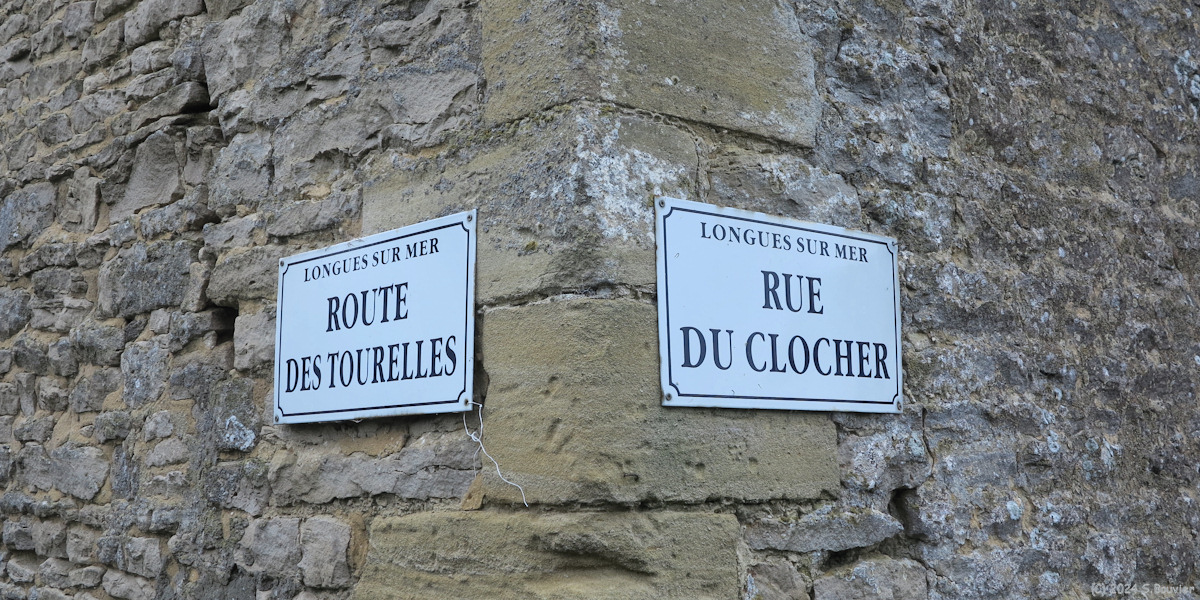 LONGUES SUR MER
ROUTE
DES TOURELLES
LONGUES SUR MER
RUE
DU CLOCHER
(C) 2024 S.Bouvier